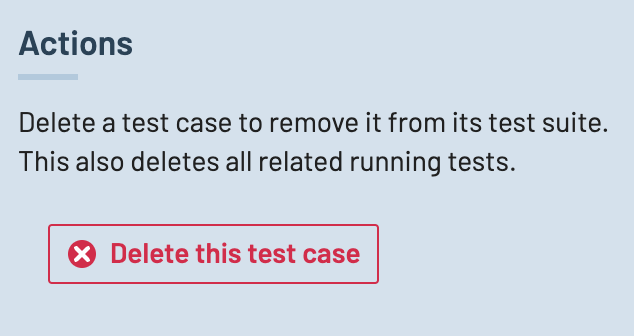 Actions
Delete a test case to remove it from its test suite.
This also deletes all related running tests.
Delete this test case